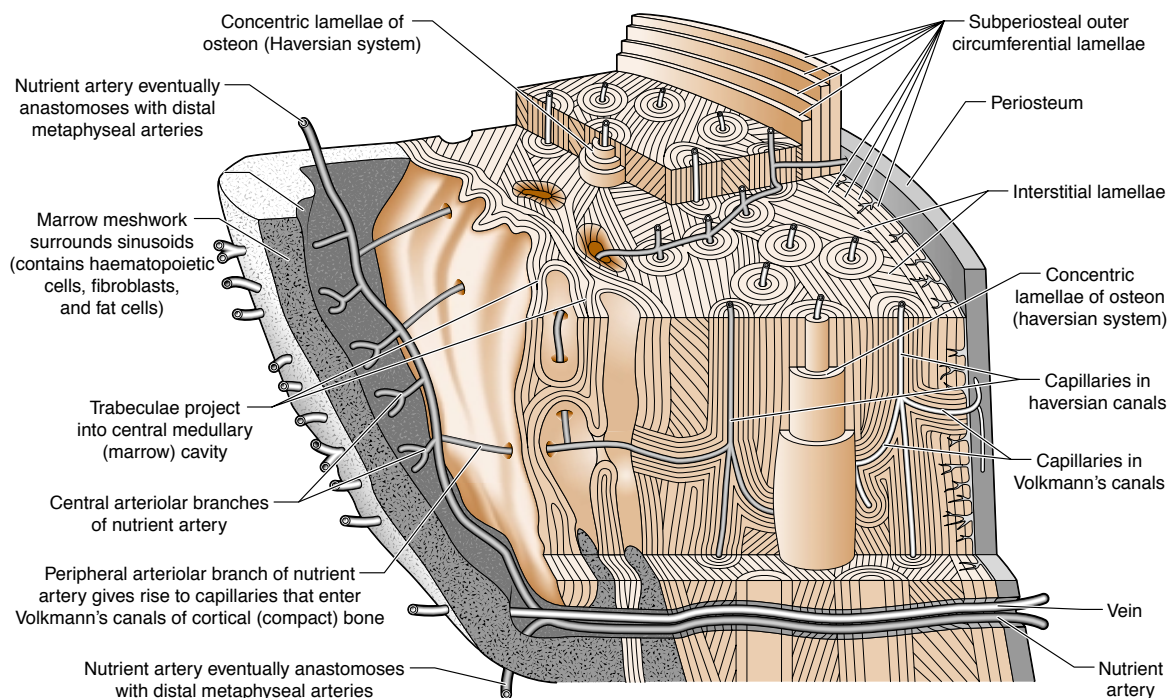 Concentric lamellae of
osteon (Haversian system)
Subperiosteal outer
circumferential lamellae
Nutrient artery eventually
anastomoses with distal
metaphyseal arteries
Periosteum
Interstitial lamellae
Marrow meshwork
surrounds sinusoids
(contains haematopoietic
cells, fibroblasts,
and fat cells)
Concentric
lamellae of osteon
(haversian system)
Trabeculae project
into central medullary
(marrow) cavity
Capillaries in
haversian canals
Capillaries in
Volkmann’s canals
Central arteriolar branches
of nutrient artery
Peripheral arteriolar branch of nutrient
artery gives rise to capillaries that enter
Volkmann’s canals of cortical (compact) bone
Vein
Nutrient artery eventually anastomoses
with distal metaphyseal arteries
Nutrient
artery